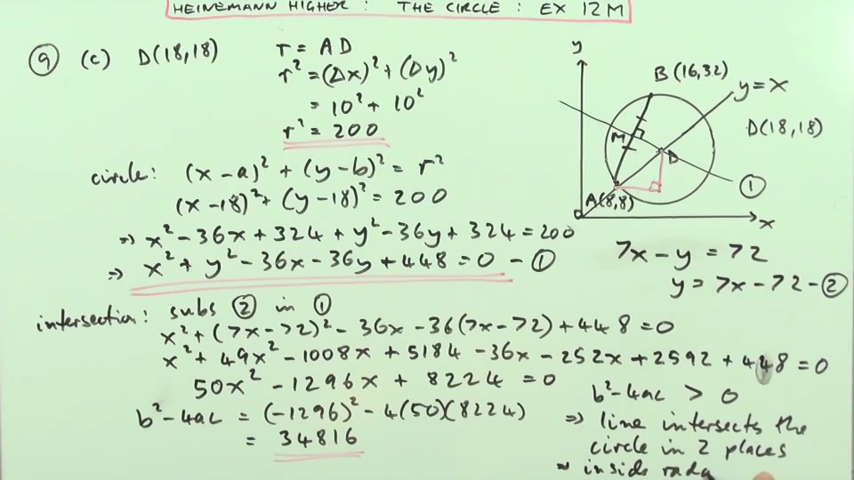 HEINEMANN HIGHER : THE CIRCLE : EX 12M
9 (c) D(18,18)
r = AD
r² = (Δx)² + (Δy)²
= 10² + 10²
r² = 200
circle: (x-a)² + (y-b)² = r²
(x-18)² + (y-18)² = 200
⇒ x² - 36x + 324 + y² - 36y + 324 = 200
⇒ x² + y² - 36x - 36y + 448 = 0 - ①
intersection: subs ② in ①
x² + (7x-72)² - 36x - 36(7x-72) + 448 = 0
x² + 49x² - 1008x + 5184 - 36x - 252x + 2592 + 448 = 0
50x² - 1296x + 8224 = 0
b²-4ac = (-1296)² - 4(50)(8224)
= 34816
y
B(16,32)
y = x
D(18,18)
M
D
①
A(8,8)
x
7x - y = 72
y = 7x - 72 - ②
b²-4ac > 0
⇒ line intersects the
circle in 2 places
⇒ inside rada